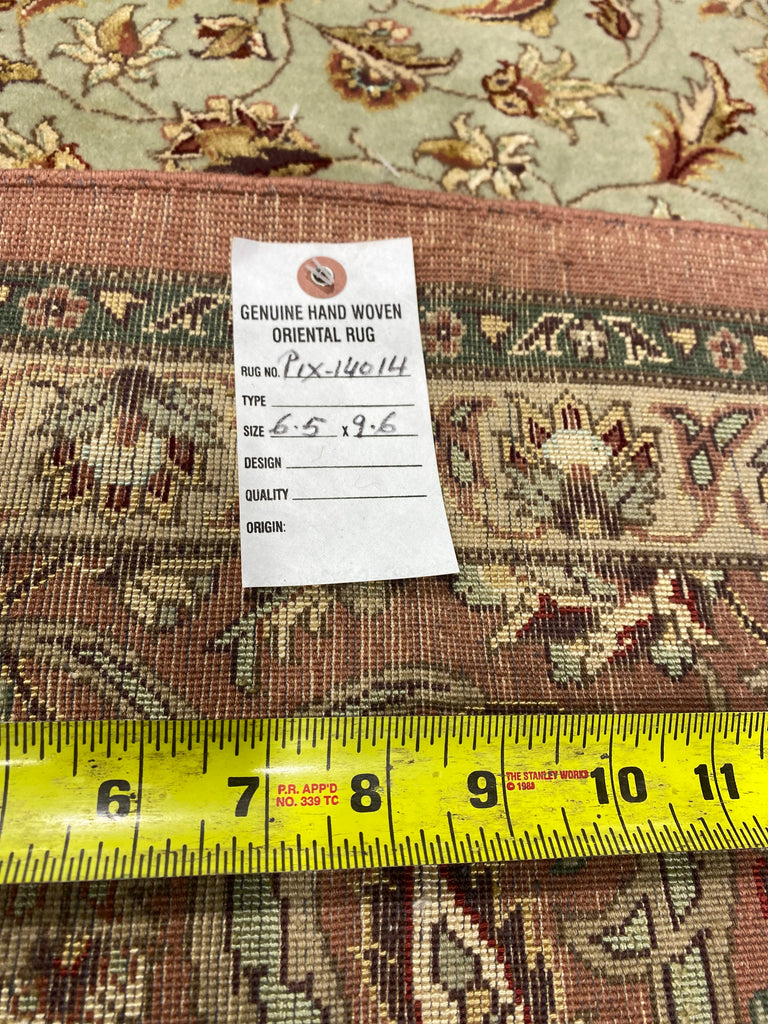 GENUINE HAND WOVEN
ORIENTAL RUG
RUG NO. PIX-14014
TYPE
SIZE 6.5 x 9.6
DESIGN
QUALITY
ORIGIN:
6 7 P.R. APP'D 8 9 THE STANLEY WORKS 10 11
NO. 339 TC © 1983